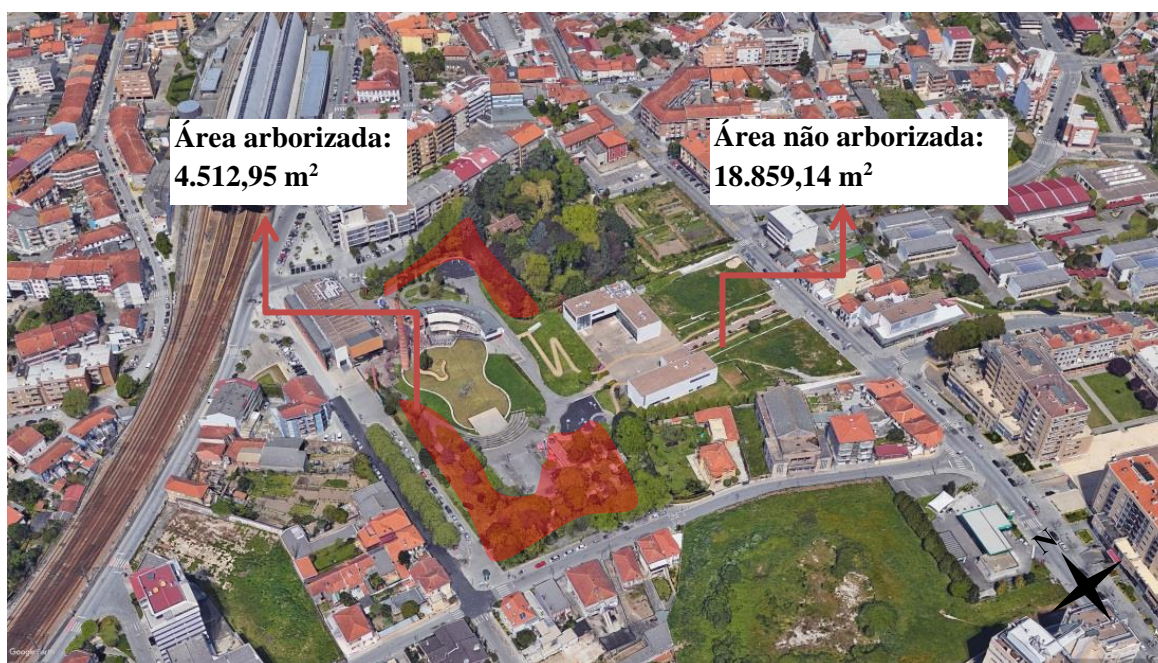 Área arborizada:
4.512,95 m²
Área não arborizada:
18.859,14 m²
N
Google Earth